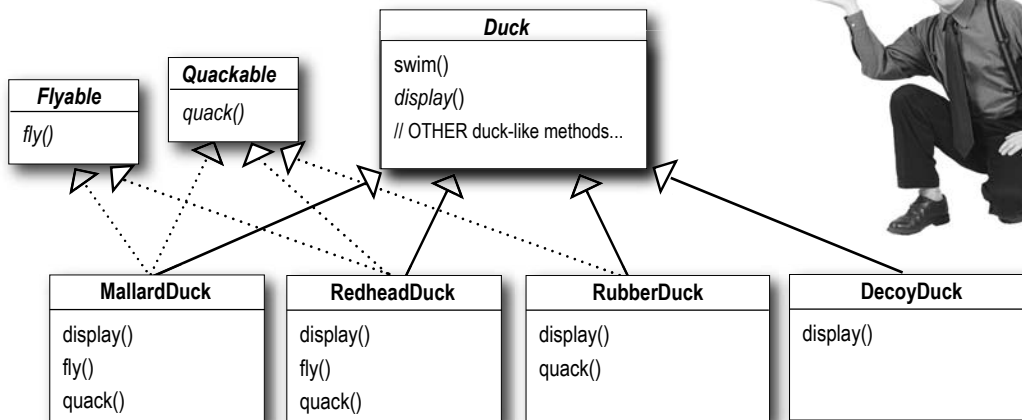 Duck
swim()
display()
// OTHER duck-like methods...
Quackable
quack()
Flyable
fly()
MallardDuck
display()
fly()
quack()
RedheadDuck
display()
fly()
quack()
RubberDuck
display()
quack()
DecoyDuck
display()